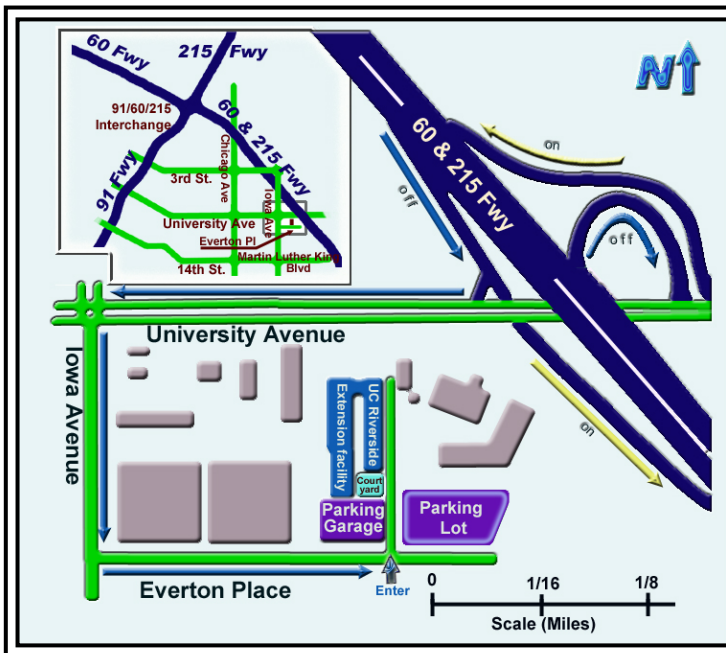 60 Fwy
215 Fwy
N
91/60/215
Interchange
60 & 215 Fwy
91 Fwy
Chicago Ave
3rd St.
Iowa Ave
University Ave
Everton Pl
Martin Luther King
Blvd
14th St.
60 & 215 Fwy
on
off
off
University Avenue
Iowa Avenue
on
UC Riverside
Extension facility
Court
yard
Parking
Garage
Parking
Lot
Everton Place
Enter
0
1/16
1/8
Scale (Miles)